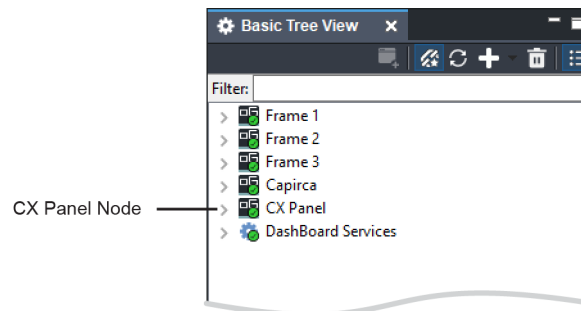 Basic Tree View
Filter:
Frame 1
Frame 2
Frame 3
Capirca
CX Panel Node
CX Panel
DashBoard Services